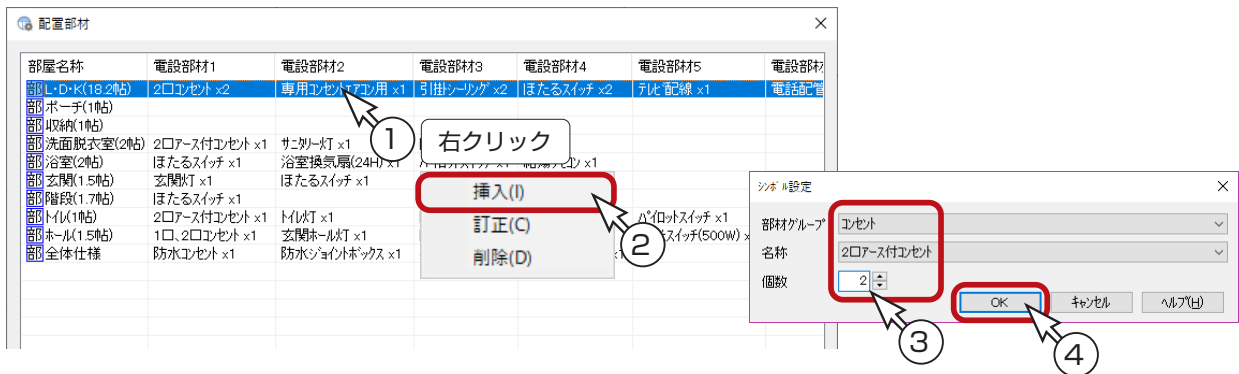 配置部材
部屋名称 電設部材1 電設部材2 電設部材3 電設部材4 電設部材5 電設部材
部 L・D・K(18.2帖) 2口コンセント x2 専用コンセントエアコン用 x1 引掛シーリング x2 ほたるスイッチ x2 テレビ配線 x1 電話配管
部 ポーチ(1帖)
部 収納(1帖)
部 洗面脱衣室(2帖) 2口アース付コンセント x1 サニタリー灯 x1
部 浴室(2帖) ほたるスイッチ x1 浴室換気扇(24H) x1 x1
部 玄関(1.5帖) 玄関灯 x1 ほたるスイッチ x1
部 階段(1.7帖) ほたるスイッチ x1
部 トイレ(1帖) 2口アース付コンセント x1 トイレ灯 x1 パイロットスイッチ x1
部 ホール(1.5帖) 1口、2口コンセント x1 玄関ホール灯 x1 スイッチ(500W) x
部 全体仕様 防水コンセント x1 防水ジョイントボックス x1
①
右クリック
挿入(I)
訂正(C)
削除(D)
②
シンボル設定
部材グループ コンセント
名称 2口アース付コンセント
個数 2
OK キャンセル ヘルプ(H)
③
④